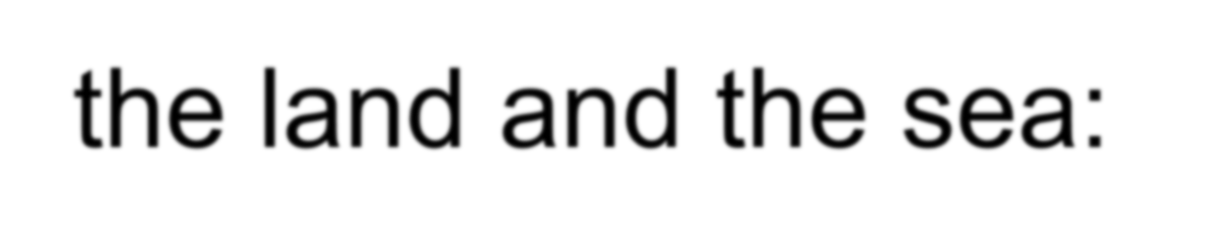 the land and the sea: